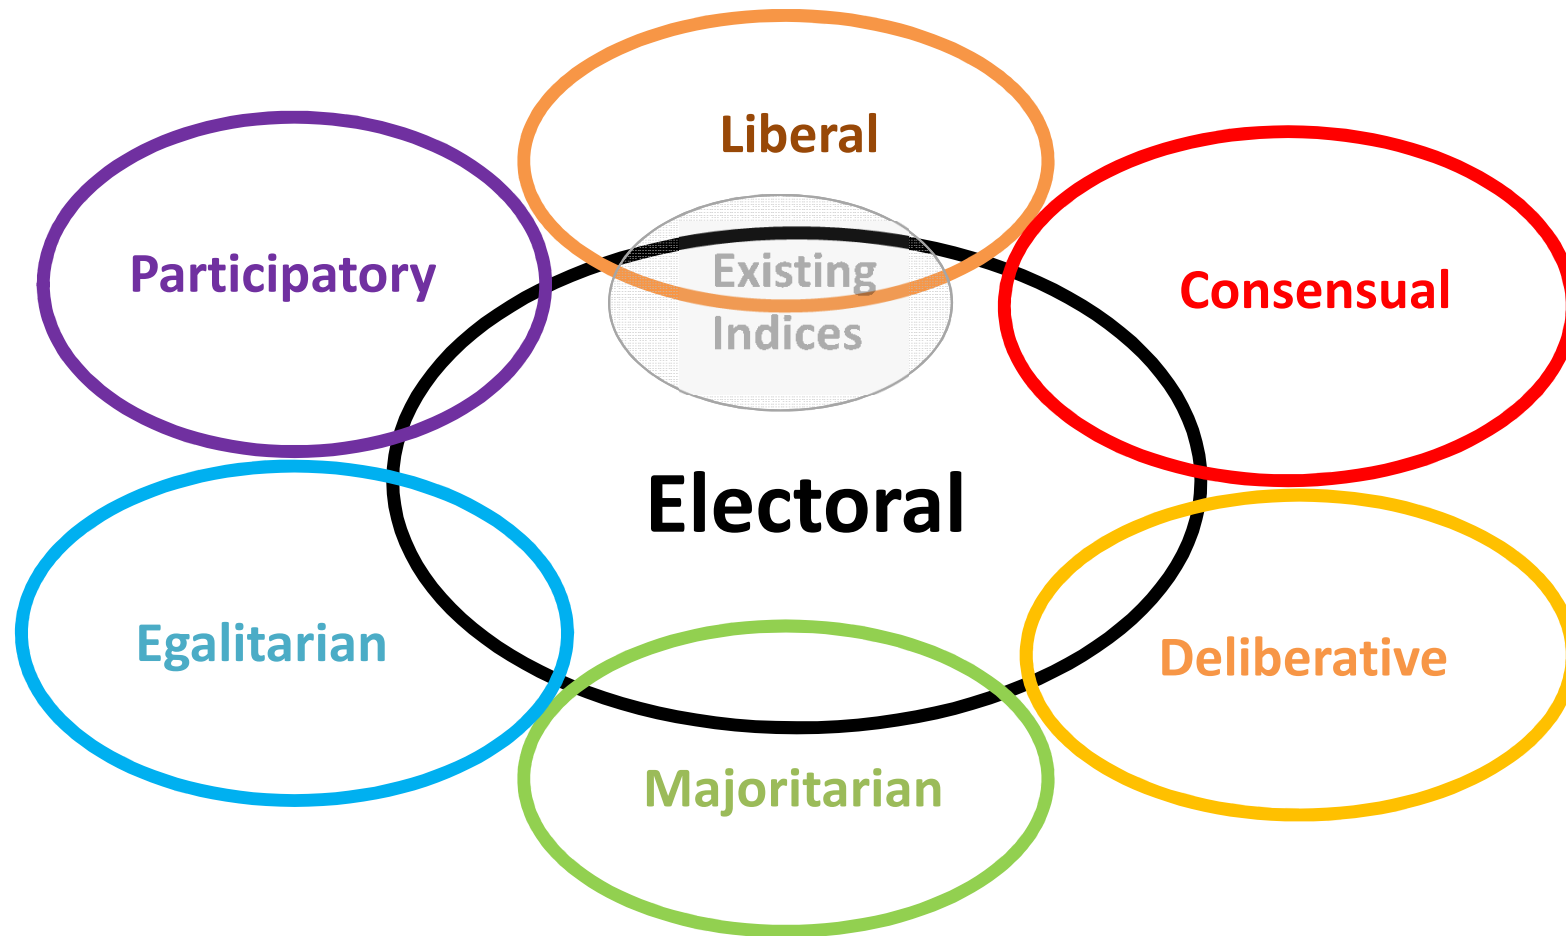 Liberal
Participatory
Existing
Indices
Consensual
Electoral
Egalitarian
Deliberative
Majoritarian